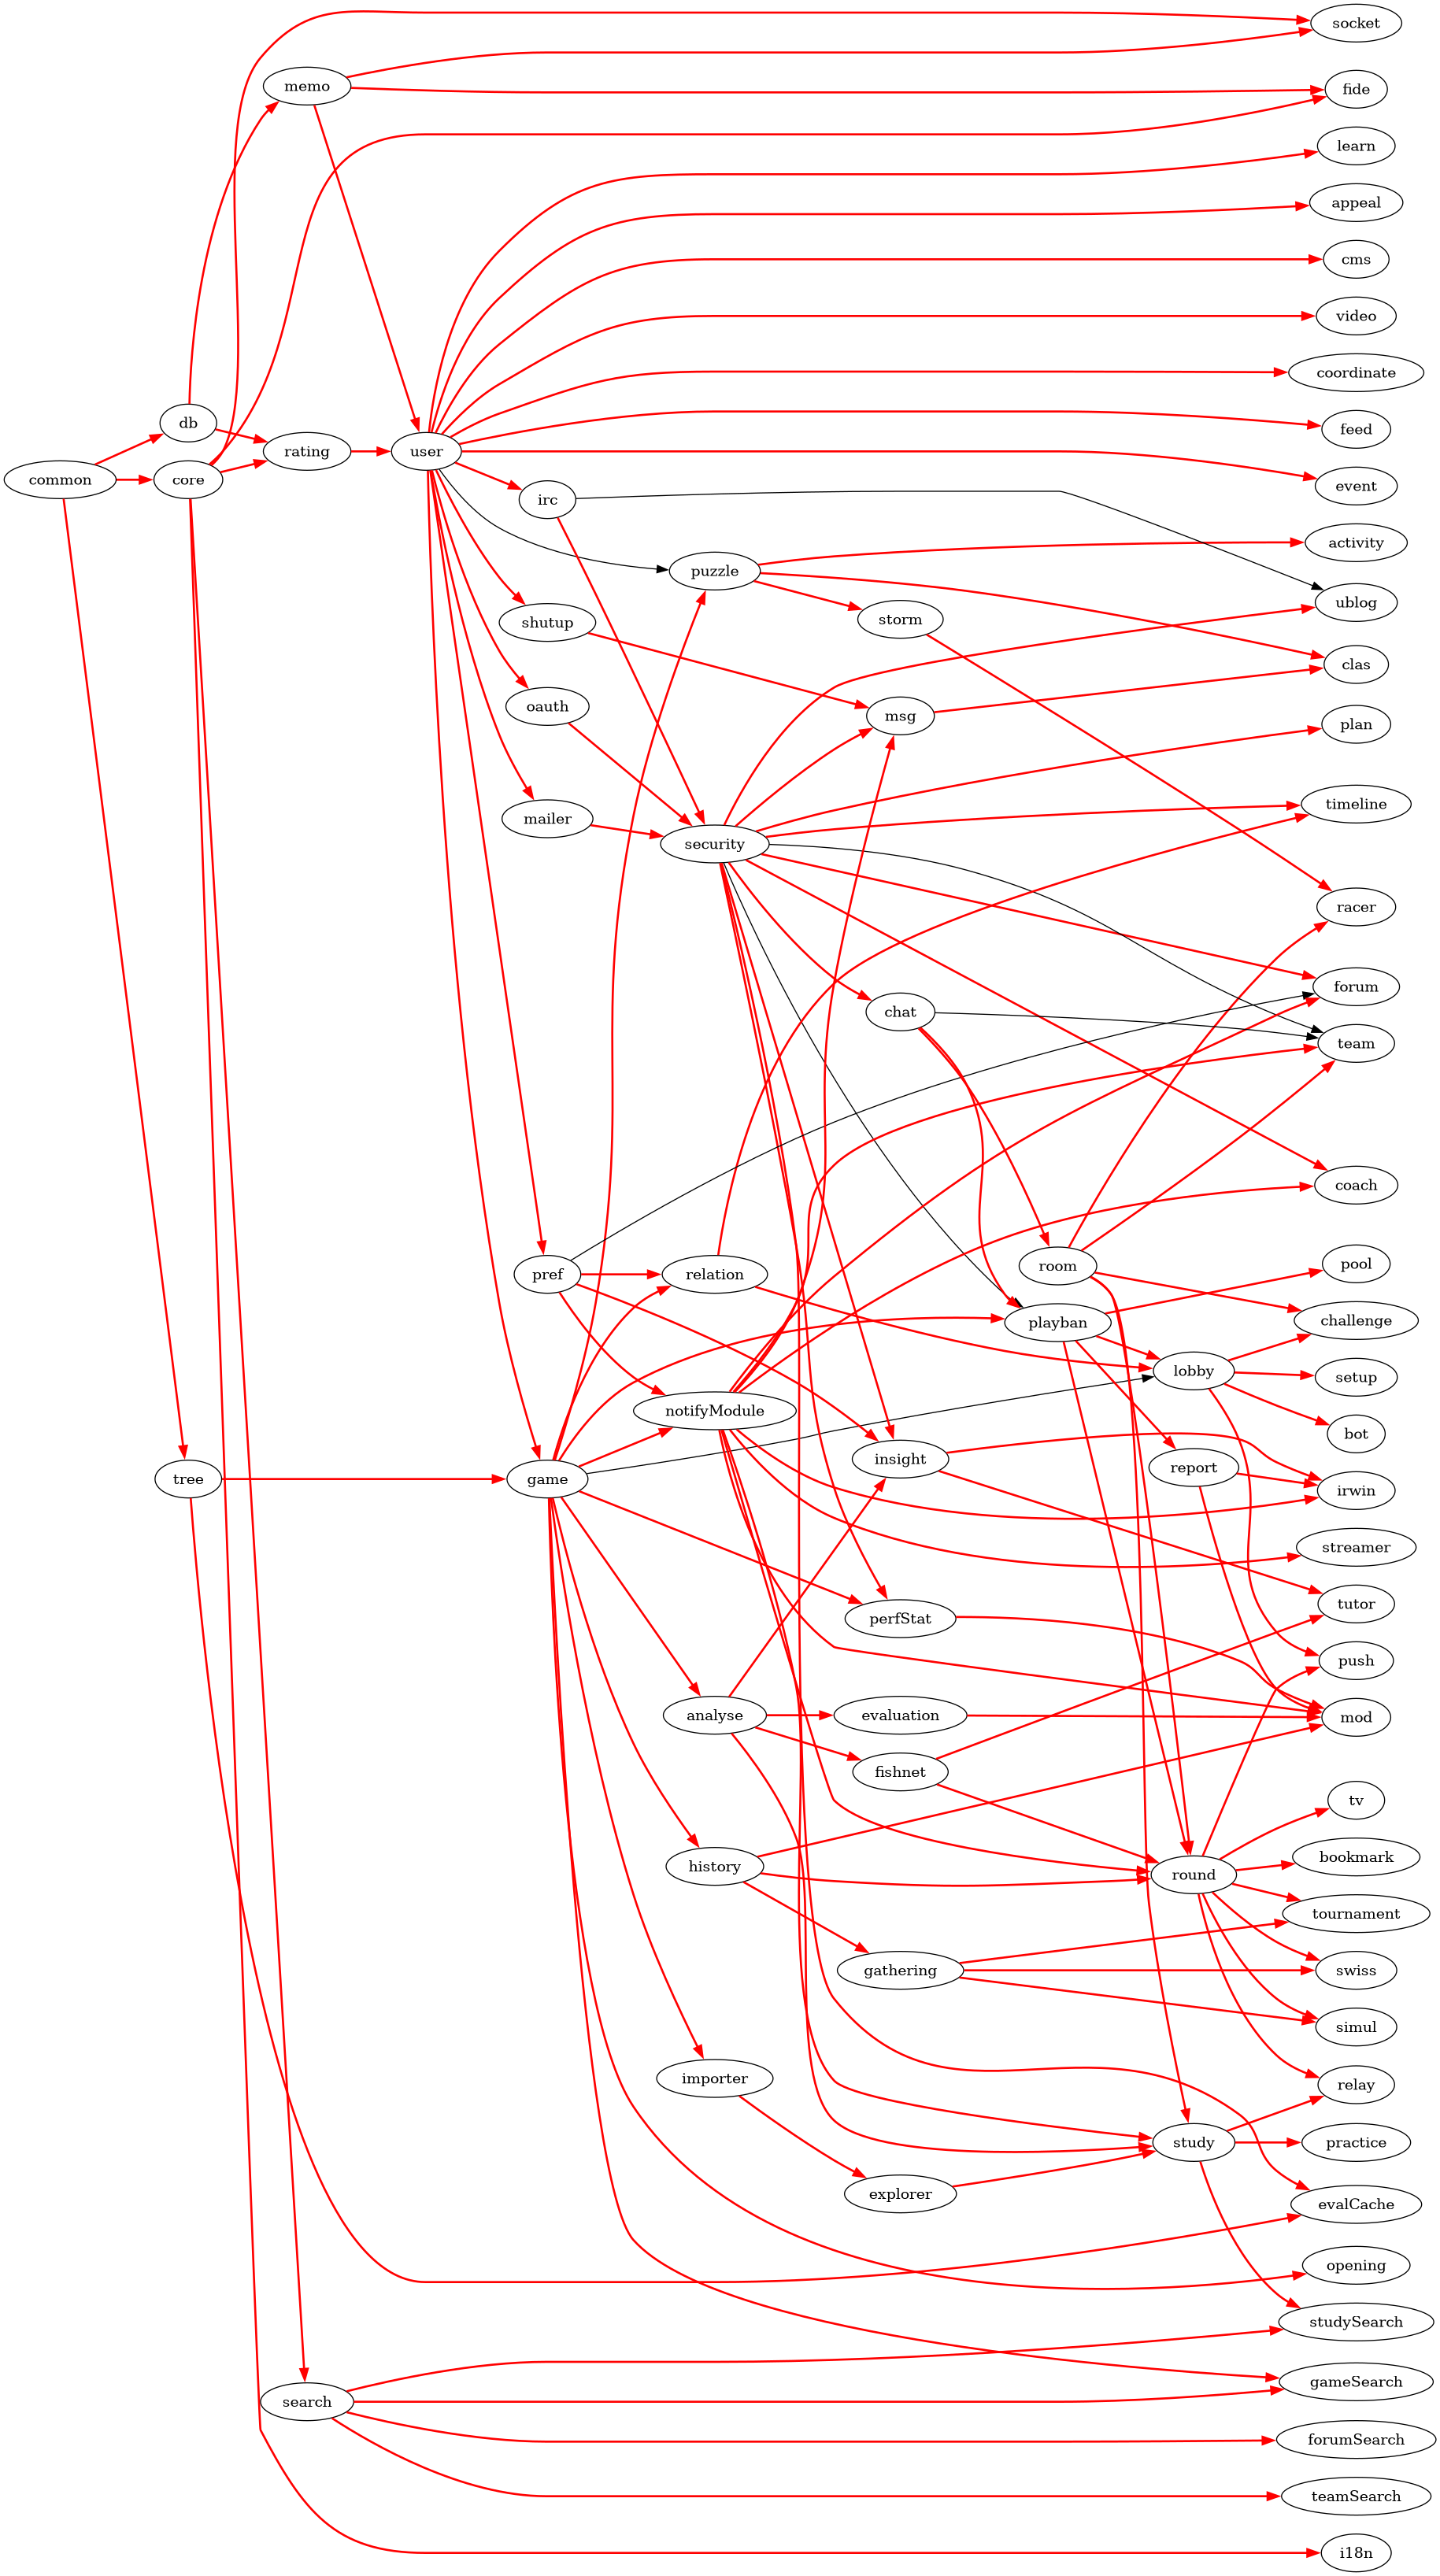 socket
memo
fide
learn
appeal
cms
video
coordinate
db
feed
rating
user
common
core
event
irc
activity
puzzle
ublog
storm
shutup
clas
oauth
msg
plan
timeline
mailer
security
racer
forum
chat
team
coach
room
pool
pref
relation
playban
challenge
lobby
setup
notifyModule
bot
insight
report
tree
game
irwin
streamer
tutor
perfStat
push
analyse
evaluation
mod
fishnet
tv
bookmark
history
round
tournament
gathering
swiss
simul
importer
relay
study
practice
explorer
evalCache
opening
studySearch
gameSearch
search
forumSearch
teamSearch
i18n